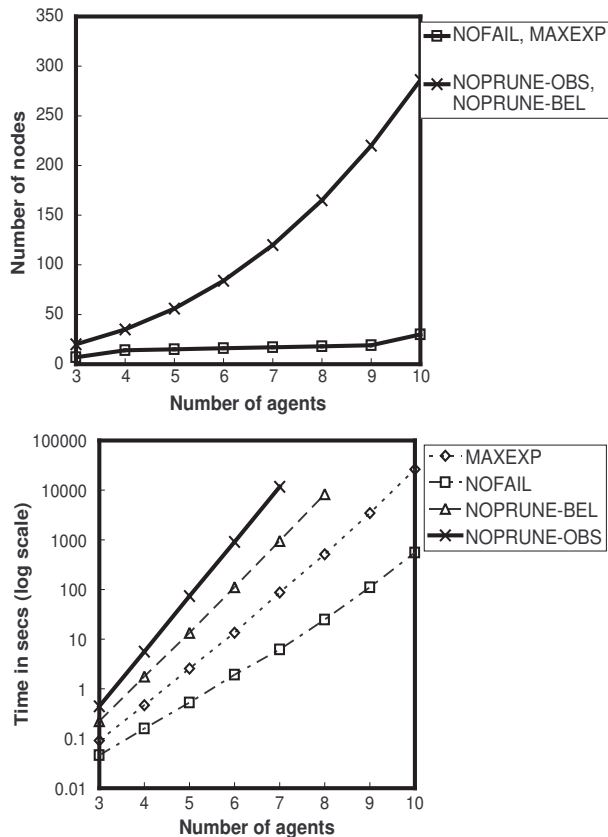 350
300
250
200
150
100
50
0
Number of nodes
3 4 5 6 7 8 9 10
Number of agents
NOFAIL, MAXEXP
NOPRUNE-OBS,
NOPRUNE-BEL
100000
10000
1000
100
10
1
0.1
0.01
Time in secs (log scale)
3 4 5 6 7 8 9 10
Number of agents
MAXEXP
NOFAIL
NOPRUNE-BEL
NOPRUNE-OBS